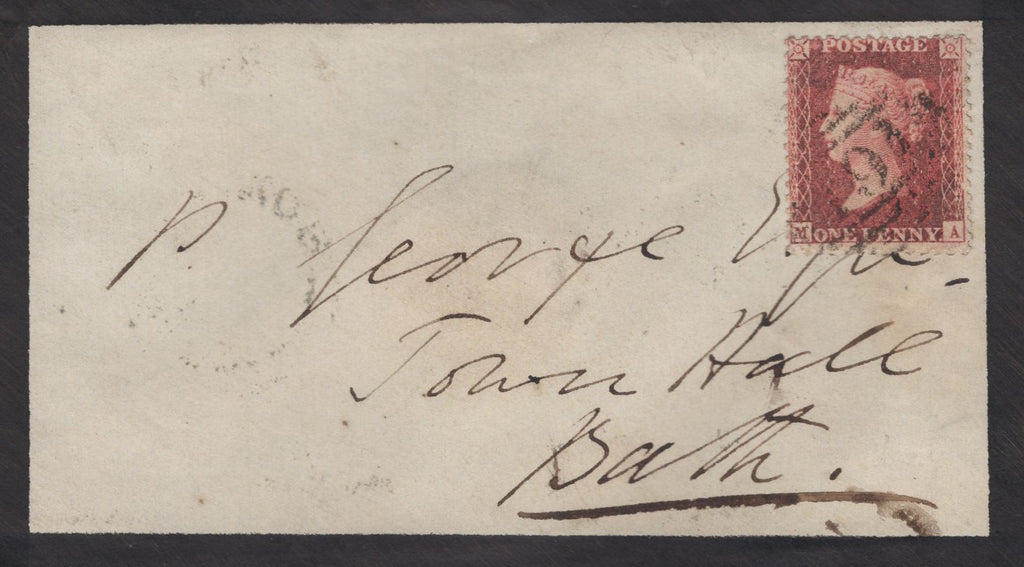 POSTAGE
M ONE PENNY A
P George
Town Hall
Bath.